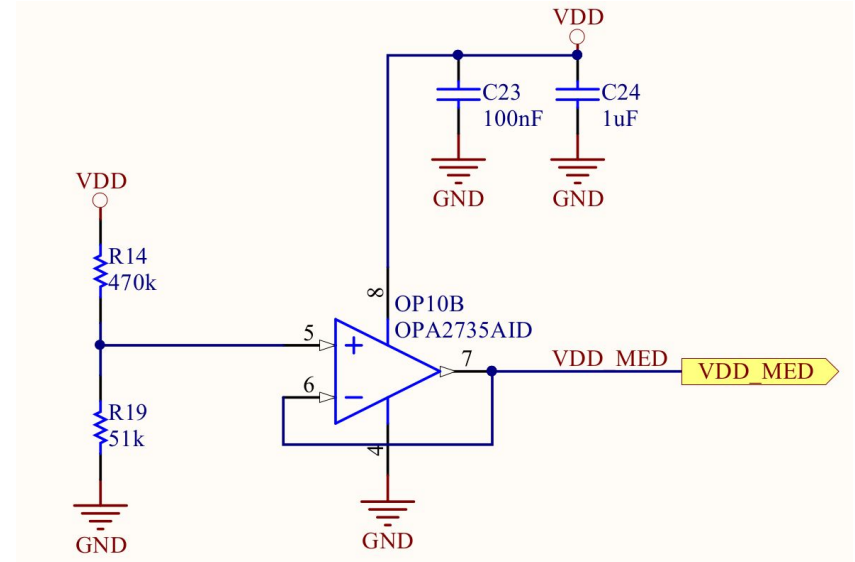 VDD
C23
100nF
C24
1uF
GND
GND
VDD
R14
470k
8
OP10B
OPA2735AID
5
+
7
VDD_MED
VDD_MED
6
−
R19
51k
4
GND
GND